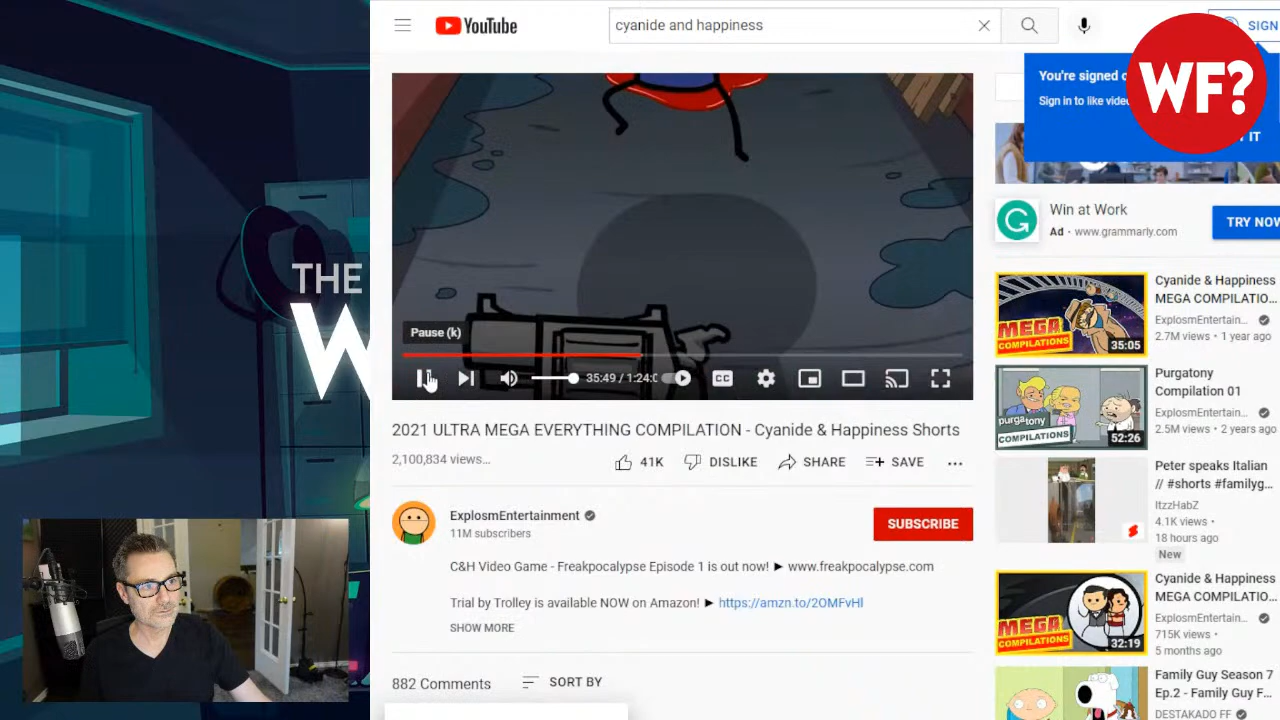 YouTube
cyanide and happiness
SIGN
You're signed
Sign in to like vide
WF?
IT
THE
W
Pause (k)
35:49 / 1:24:0
CC
Win at Work
Ad · www.grammarly.com
TRY NOW
Cyanide & Happiness
MEGA COMPILATIO...
ExplosmEntertain...
2.7M views • 1 year ago
MEGA
COMPILATIONS
35:05
Purgatony
Compilation 01
ExplosmEntertain...
2.5M views • 2 years ago
purgatony
COMPILATIONS
52:26
Peter speaks Italian
// #shorts #familyg...
ItzzHabZ
4.1K views •
18 hours ago
New
Cyanide & Happiness
MEGA COMPILATIO...
ExplosmEntertain...
715K views •
5 months ago
MEGA
COMPILATIONS
32:19
Family Guy Season 7
Ep.2 - Family Guy F...
DESTAKADO FF
2021 ULTRA MEGA EVERYTHING COMPILATION - Cyanide & Happiness Shorts
2,100,834 views...
41K
DISLIKE
SHARE
SAVE
ExplosmEntertainment
11M subscribers
SUBSCRIBE
C&H Video Game - Freakpocalypse Episode 1 is out now! ► www.freakpocalypse.com
Trial by Trolley is available NOW on Amazon! ► https://amzn.to/2OMFvHl
SHOW MORE
882 Comments
SORT BY